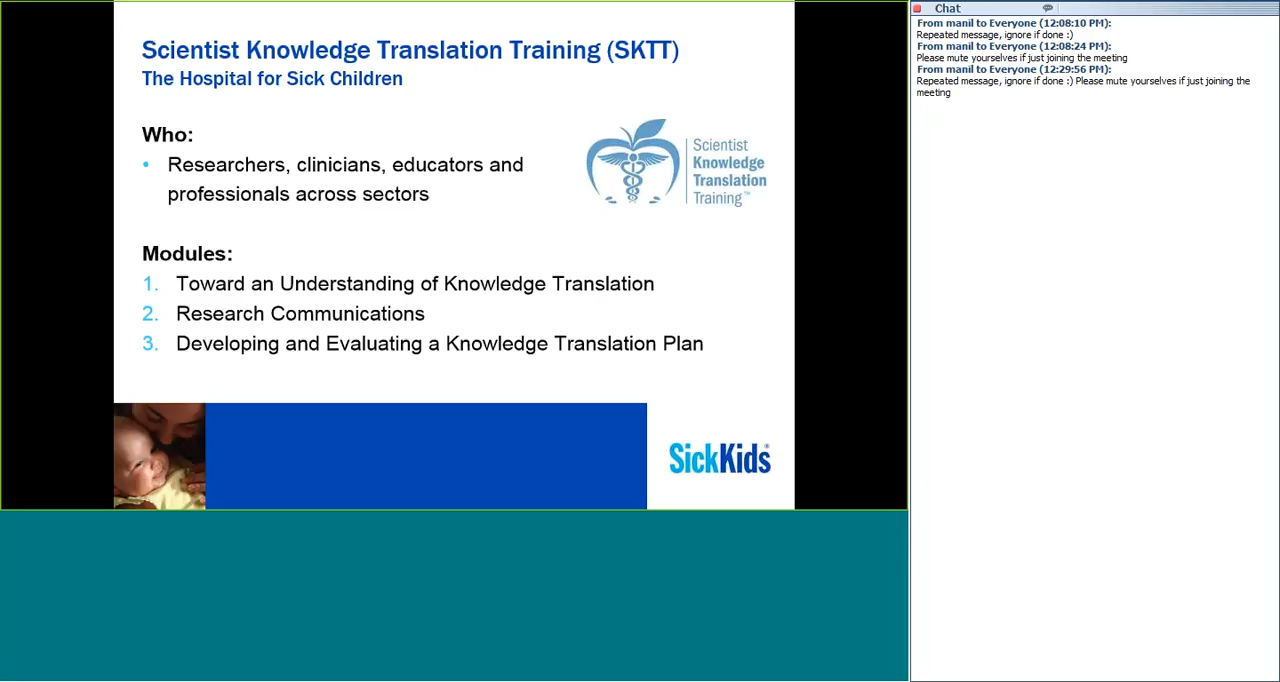 Scientist Knowledge Translation Training (SKTT)
The Hospital for Sick Children
Who:
• Researchers, clinicians, educators and
professionals across sectors
Scientist
Knowledge
Translation
Training™
Modules:
1. Toward an Understanding of Knowledge Translation
2. Research Communications
3. Developing and Evaluating a Knowledge Translation Plan
SickKids®
Chat
From manil to Everyone (12:08:10 PM):
Repeated message, ignore if done :)
From manil to Everyone (12:08:24 PM):
Please mute yourselves if just joining the meeting
From manil to Everyone (12:29:56 PM):
Repeated message, ignore if done :) Please mute yourselves if just joining the
meeting